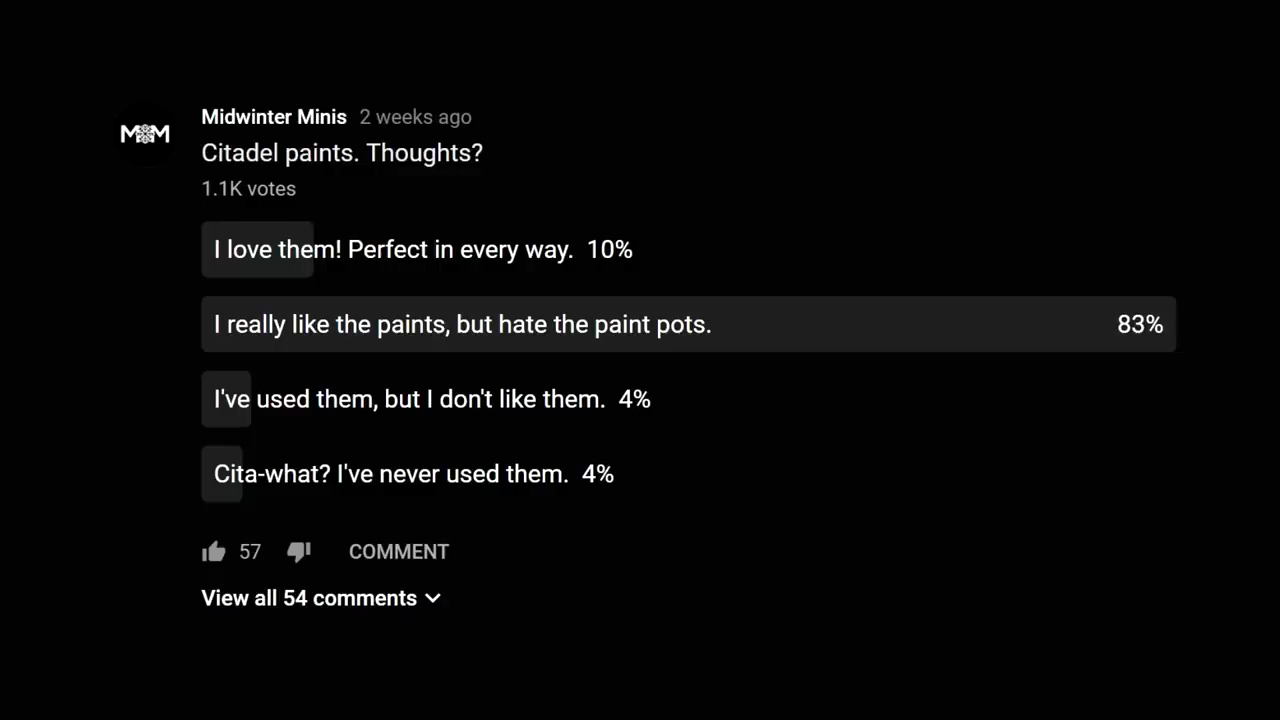 M M
Midwinter Minis 2 weeks ago
Citadel paints. Thoughts?
1.1K votes
I love them! Perfect in every way. 10%
I really like the paints, but hate the paint pots. 83%
I've used them, but I don't like them. 4%
Cita-what? I've never used them. 4%
57 COMMENT
View all 54 comments